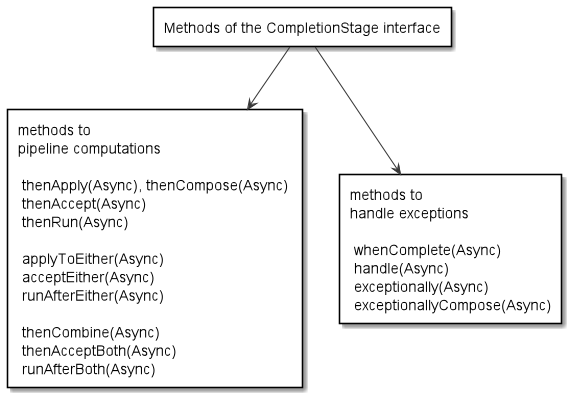 Methods of the CompletionStage interface
methods to
pipeline computations
thenApply(Async), thenCompose(Async)
thenAccept(Async)
thenRun(Async)
applyToEither(Async)
acceptEither(Async)
runAfterEither(Async)
thenCombine(Async)
thenAcceptBoth(Async)
runAfterBoth(Async)
methods to
handle exceptions
whenComplete(Async)
handle(Async)
exceptionally(Async)
exceptionallyCompose(Async)